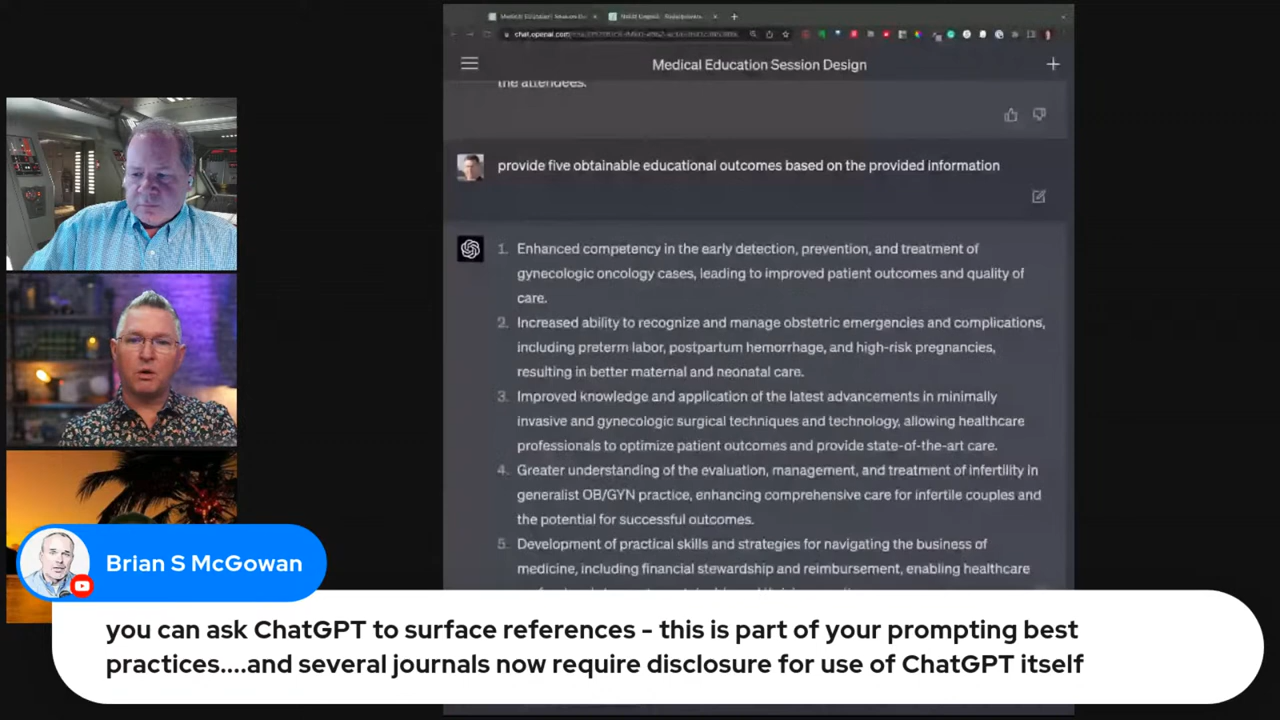 chat.openai.com
Medical Education Session Design
the attendees.
provide five obtainable educational outcomes based on the provided information
1. Enhanced competency in the early detection, prevention, and treatment of
gynecologic oncology cases, leading to improved patient outcomes and quality of
care.
2. Increased ability to recognize and manage obstetric emergencies and complications,
including preterm labor, postpartum hemorrhage, and high-risk pregnancies,
resulting in better maternal and neonatal care.
3. Improved knowledge and application of the latest advancements in minimally
invasive and gynecologic surgical techniques and technology, allowing healthcare
professionals to optimize patient outcomes and provide state-of-the-art care.
4. Greater understanding of the evaluation, management, and treatment of infertility in
generalist OB/GYN practice, enhancing comprehensive care for infertile couples and
the potential for successful outcomes.
5. Development of practical skills and strategies for navigating the business of
medicine, including financial stewardship and reimbursement, enabling healthcare
Brian S McGowan
you can ask ChatGPT to surface references - this is part of your prompting best
practices....and several journals now require disclosure for use of ChatGPT itself